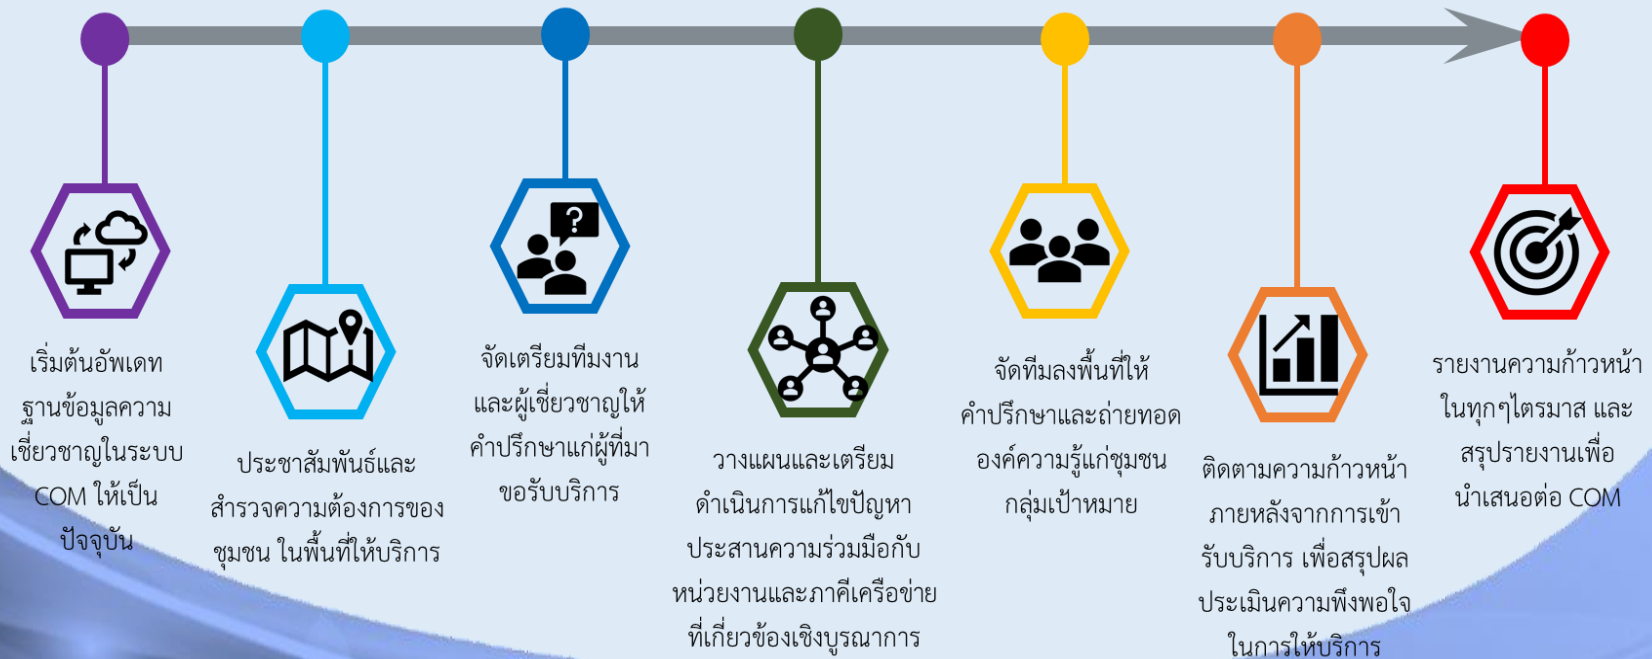 เริ่มต้นอัพเดท
ฐานข้อมูลความ
เชี่ยวชาญในระบบ
COM ให้เป็น
ปัจจุบัน
ประชาสัมพันธ์และ
สำรวจความต้องการของ
ชุมชน ในพื้นที่ให้บริการ
?
จัดเตรียมทีมงาน
และผู้เชี่ยวชาญให้
คำปรึกษาแก่ผู้ที่มา
ขอรับบริการ
วางแผนและเตรียม
ดำเนินการแก้ไขปัญหา
ประสานความร่วมมือกับ
หน่วยงานและภาคีเครือข่าย
ที่เกี่ยวข้องเชิงบูรณาการ
จัดทีมลงพื้นที่ให้
คำปรึกษาและถ่ายทอด
องค์ความรู้แก่ชุมชน
กลุ่มเป้าหมาย
ติดตามความก้าวหน้า
ภายหลังจากการเข้า
รับบริการ เพื่อสรุปผล
ประเมินความพึงพอใจ
ในการให้บริการ
รายงานความก้าวหน้า
ในทุกๆไตรมาส และ
สรุปรายงานเพื่อ
นำเสนอต่อ COM